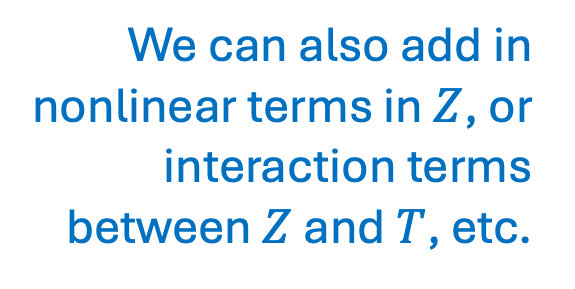 We can also add in
nonlinear terms in Z, or
interaction terms
between Z and T, etc.